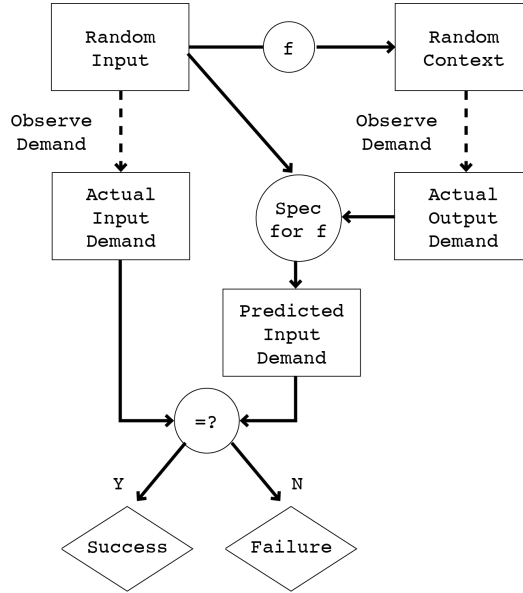 Random
Input
f
Random
Context
Observe
Demand
Observe
Demand
Actual
Input
Demand
Spec
for f
Actual
Output
Demand
Predicted
Input
Demand
=?
Y
N
Success
Failure